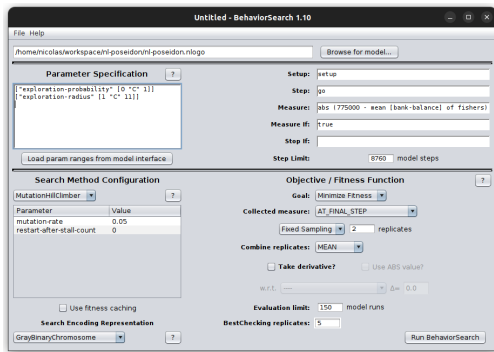 Untitled - BehaviorSearch 1.10
File Help
/home/nicolas/workspace/nl-poseidon/nl-poseidon.nlogo
Browse for model...
Parameter Specification
?
["exploration-probability" [0 "C" 1]]
["exploration-radius" [1 "C" 11]]
Load param ranges from model interface
Setup: setup
Step: go
Measure: abs (775000 - mean [bank-balance] of fishers)
Measure If: true
Stop If:
Step Limit: 8760 model steps
Search Method Configuration
MutationHillClimber
?
Parameter Value
mutation-rate 0.05
restart-after-stall-count 0
Use fitness caching
Search Encoding Representation
GrayBinaryChromosome
?
Objective / Fitness Function
?
Goal: Minimize Fitness
Collected measure: AT_FINAL_STEP
Fixed Sampling 2 replicates
Combine replicates: MEAN
Take derivative? Use ABS value?
w.r.t. --- Δ= 0.0
Evaluation limit: 150 model runs
BestChecking replicates: 5
Run BehaviorSearch